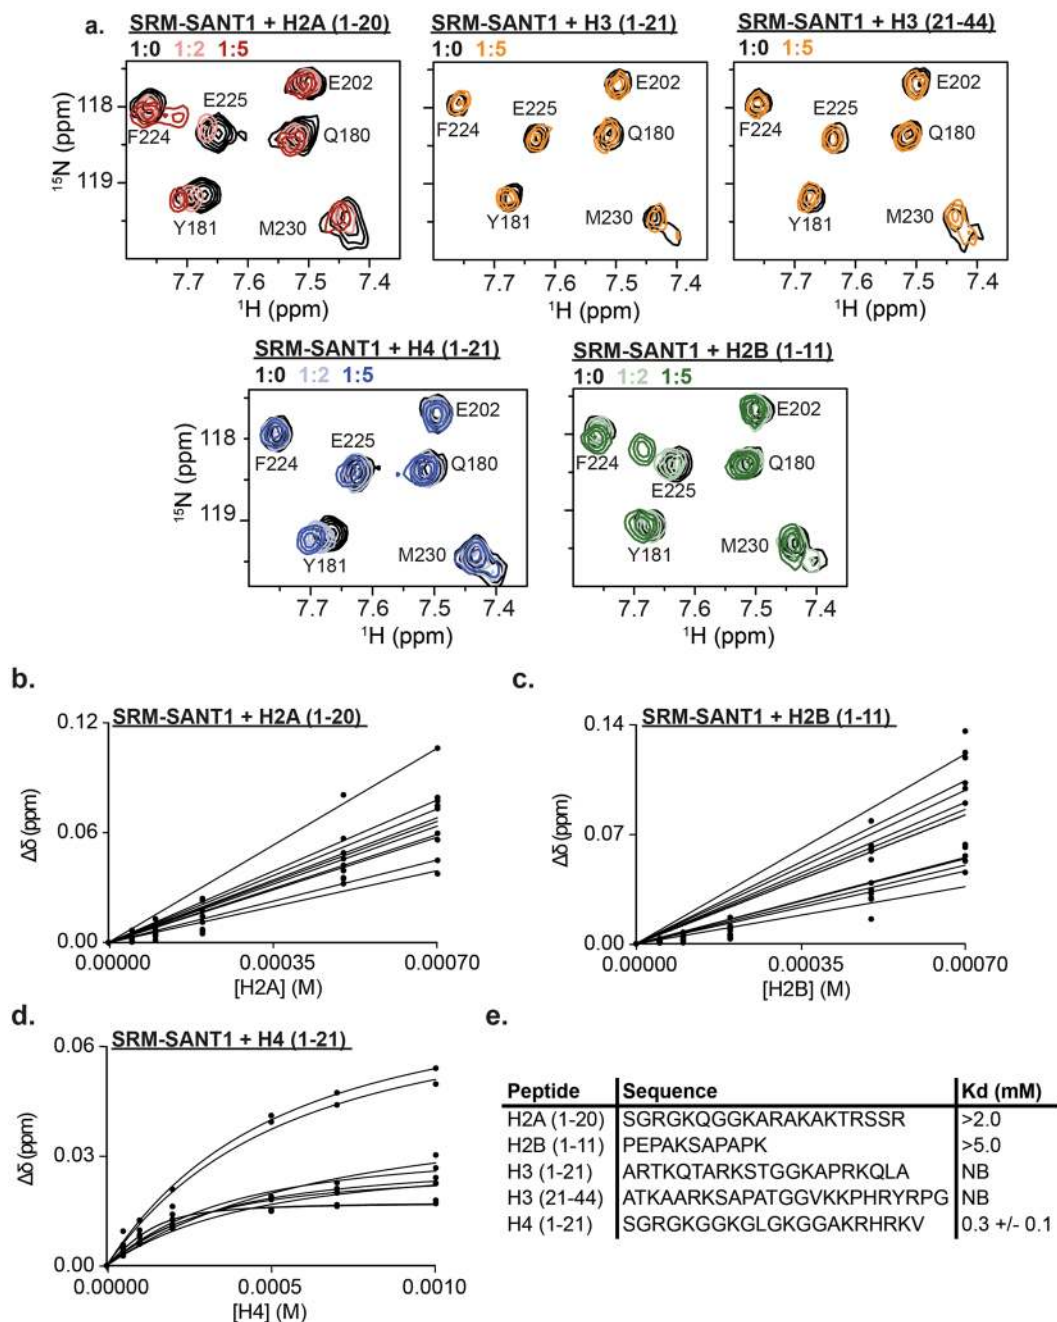 a.
SRM-SANT1 + H2A (1-20)
1:0 1:2 1:5
118
119
15N (ppm)
F224
E225
E202
Q180
Y181
M230
7.7 7.6 7.5 7.4
1H (ppm)
SRM-SANT1 + H3 (1-21)
1:0 1:5
E202
E225
Q180
Y181
M230
7.7 7.6 7.5 7.4
1H (ppm)
SRM-SANT1 + H3 (21-44)
1:0 1:5
E202
F224
E225
Q180
Y181
M230
7.7 7.6 7.5 7.4
1H (ppm)
SRM-SANT1 + H4 (1-21)
1:0 1:2 1:5
118
119
15N (ppm)
E202
E225
F224
Q180
Y181
M230
7.7 7.6 7.5 7.4
1H (ppm)
SRM-SANT1 + H2B (1-11)
1:0 1:2 1:5
118
119
15N (ppm)
E202
F224
Q180
E225
Y181
M230
7.7 7.6 7.5 7.4
1H (ppm)
b.
SRM-SANT1 + H2A (1-20)
0.12
0.06
0.00
Δδ (ppm)
0.00000 0.00035 0.00070
[H2A] (M)
c.
SRM-SANT1 + H2B (1-11)
0.14
0.07
0.00
Δδ (ppm)
0.00000 0.00035 0.00070
[H2B] (M)
d.
SRM-SANT1 + H4 (1-21)
0.06
0.03
0.00
Δδ (ppm)
0.00000 0.0005 0.0010
[H4] (M)
e.
Peptide Sequence Kd (mM)
H2A (1-20) SGRGKQGGKARAKAKTRSSR >2.0
H2B (1-11) PEPAKSAPAPK >5.0
H3 (1-21) ARTKQTARKSTGGKAPRKQLA NB
H3 (21-44) ATKAARKSAPATGGVKKPHRYRPG NB
H4 (1-21) SGRGKGGKGLGKGGAKRHRKV 0.3 +/- 0.1